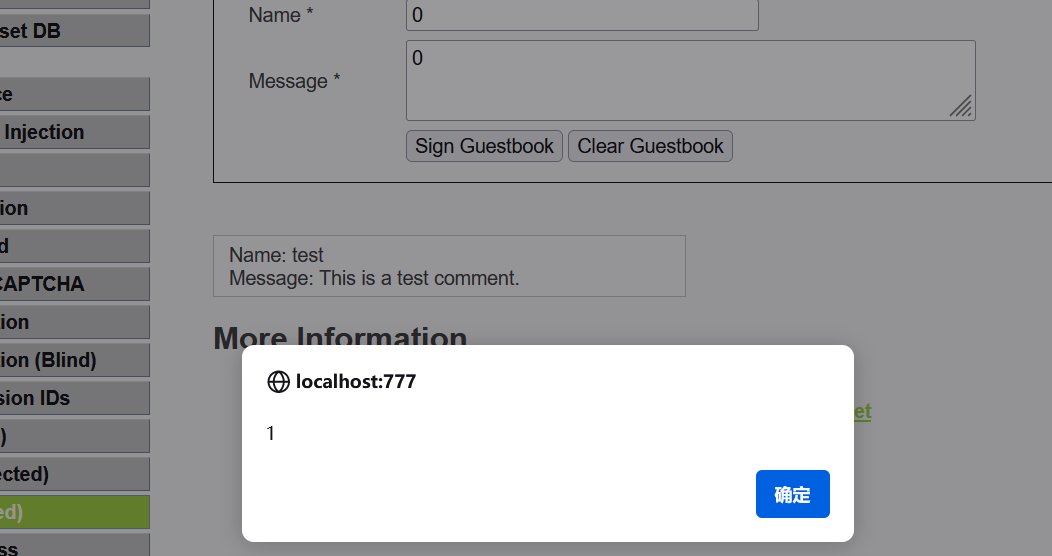 set DB
ce
Injection
ion
d
CAPTCHA
ion
ion (Blind)
sion IDs
)
ected)
ed)
ss
Name *
0
Message *
0
Sign Guestbook
Clear Guestbook
Name: test
Message: This is a test comment.
More Information
et
localhost:777
1
确定